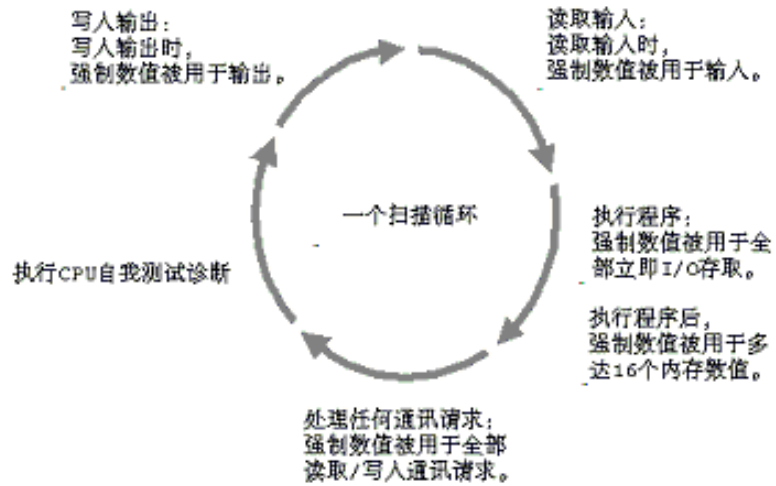 写入输出:
写入输出时,
强制数值被用于输出。
读取输入:
读取输入时,
强制数值被用于输入。
一个扫描循环
执行程序:
强制数值被用于全
部立即I/O存取。
执行程序后,
强制数值被用于多
达16个内存数值。
执行CPU自我测试诊断
处理任何通讯请求:
强制数值被用于全部
读取/写入通讯请求。